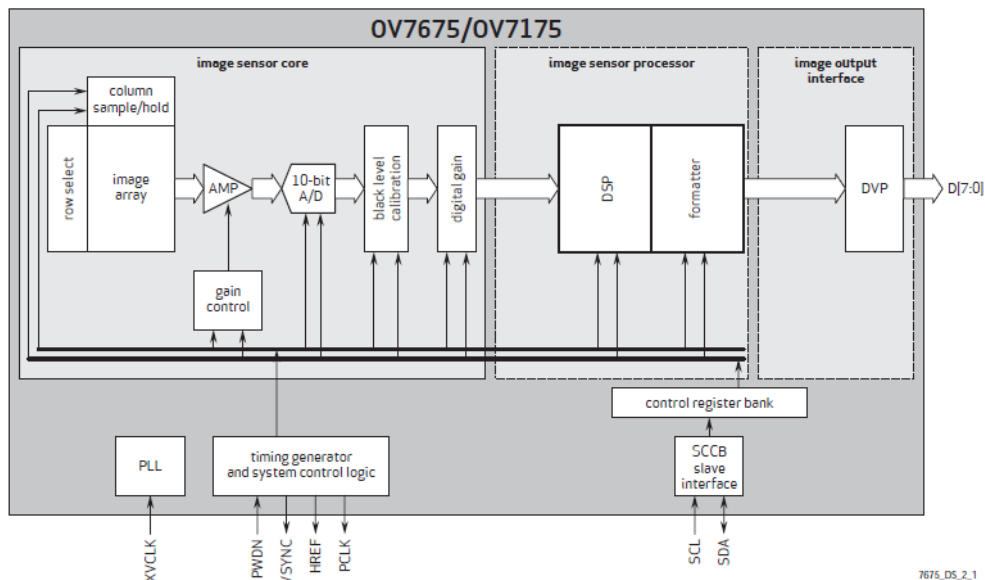 OV7675/OV7175
image sensor core
image sensor processor
image output
interface
column
sample/hold
row select
image
array
AMP
10-bit
A/D
black level
calibration
digital gain
DSP
formatter
DVP
D[7:0]
gain
control
control register bank
PLL
timing generator
and system control logic
SCCB
slave
interface
XVCLK
PWDN
VSYNC
HREF
PCLK
SCL
SDA
7675_DS_2_1